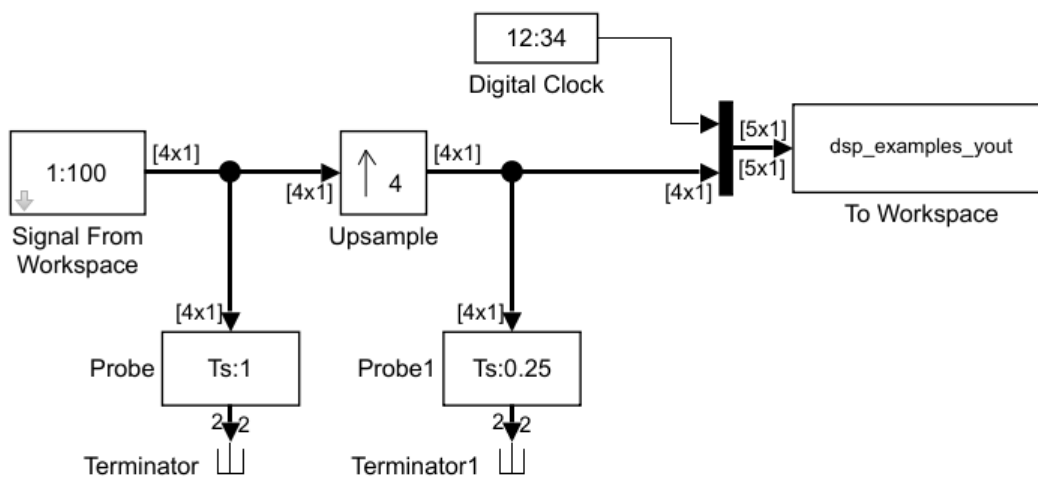 12:34
Digital Clock
[4x1]
[4x1]
[5x1]
1:100
[4x1]
4
[4x1]
[5x1]
dsp_examples_yout
Signal From
Workspace
Upsample
To Workspace
[4x1]
[4x1]
Probe
Ts:1
Probe1
Ts:0.25
2
2
2
2
Terminator
Terminator1